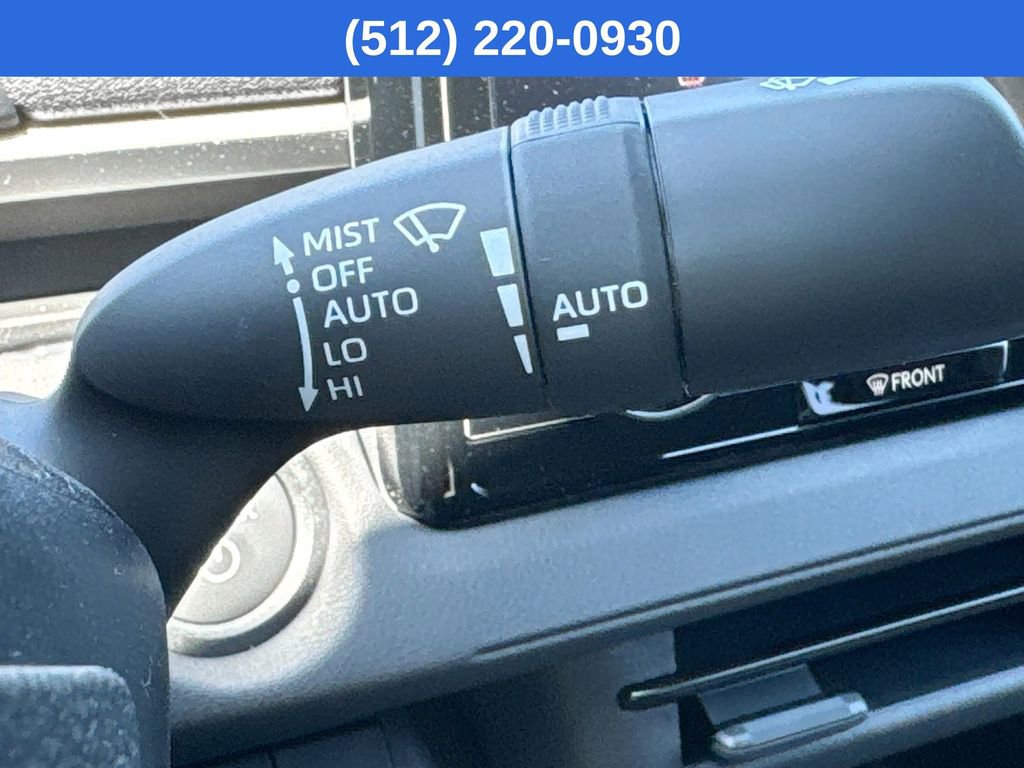 (512) 220-0930
MIST
OFF
AUTO
LO
HI
AUTO
FRONT